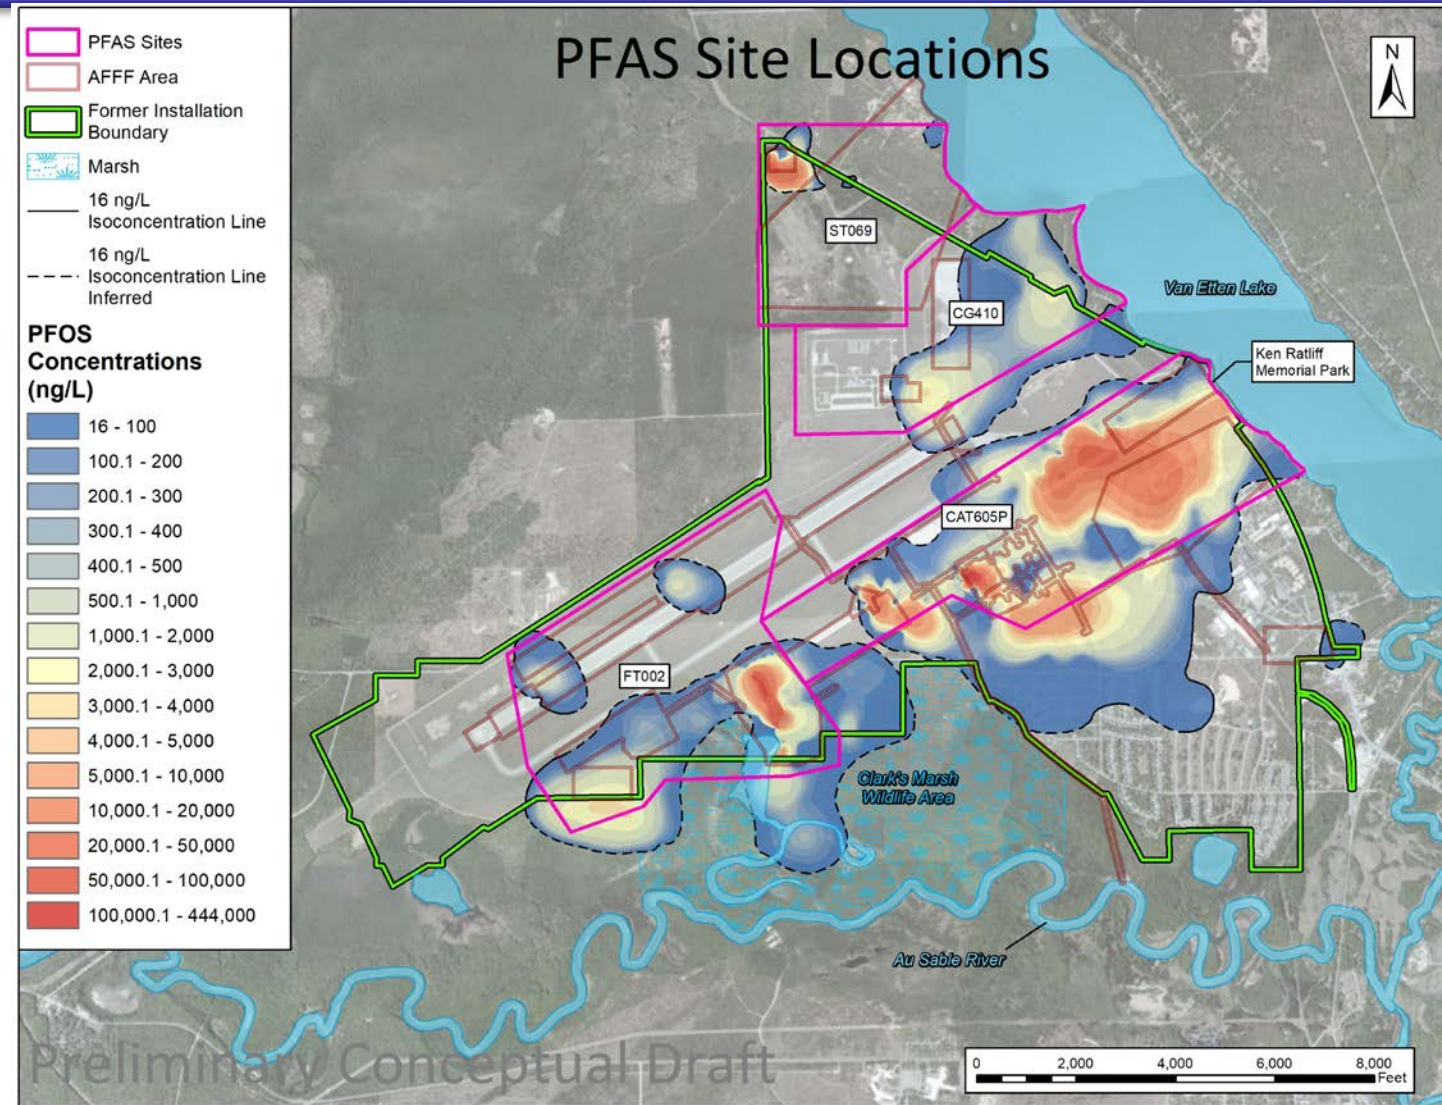 PFAS Site Locations
N
PFAS Sites
AFFF Area
Former Installation
Boundary
Marsh
16 ng/L
Isoconcentration Line
16 ng/L
Isoconcentration Line
Inferred
PFOS
Concentrations
(ng/L)
16 - 100
100.1 - 200
200.1 - 300
300.1 - 400
400.1 - 500
500.1 - 1,000
1,000.1 - 2,000
2,000.1 - 3,000
3,000.1 - 4,000
4,000.1 - 5,000
5,000.1 - 10,000
10,000.1 - 20,000
20,000.1 - 50,000
50,000.1 - 100,000
100,000.1 - 444,000
ST069
Van Etten Lake
CG410
Ken Ratliff
Memorial Park
CAT605P
FT002
Clark's Marsh
Wildlife Area
Au Sable River
Preliminary Conceptual Draft
0 2,000 4,000 6,000 8,000
Feet